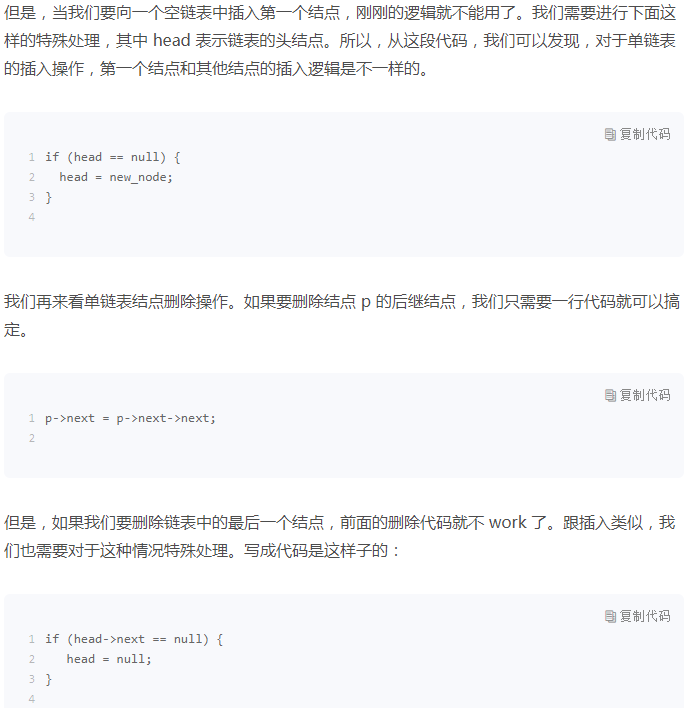 但是，当我们要向一个空链表中插入第一个结点，刚刚的逻辑就不能用了。我们需要进行下面这
样的特殊处理，其中 head 表示链表的头结点。所以，从这段代码，我们可以发现，对于单链表
的插入操作，第一个结点和其他结点的插入逻辑是不一样的。
复制代码
1 if (head == null) {
2   head = new_node;
3 }
4
我们再来看单链表结点删除操作。如果要删除结点 p 的后继结点，我们只需要一行代码就可以搞
定。
复制代码
1 p->next = p->next->next;
2
但是，如果我们要删除链表中的最后一个结点，前面的删除代码就不 work 了。跟插入类似，我
们也需要对于这种情况特殊处理。写成代码是这样子的：
复制代码
1 if (head->next == null) {
2    head = null;
3 }
4